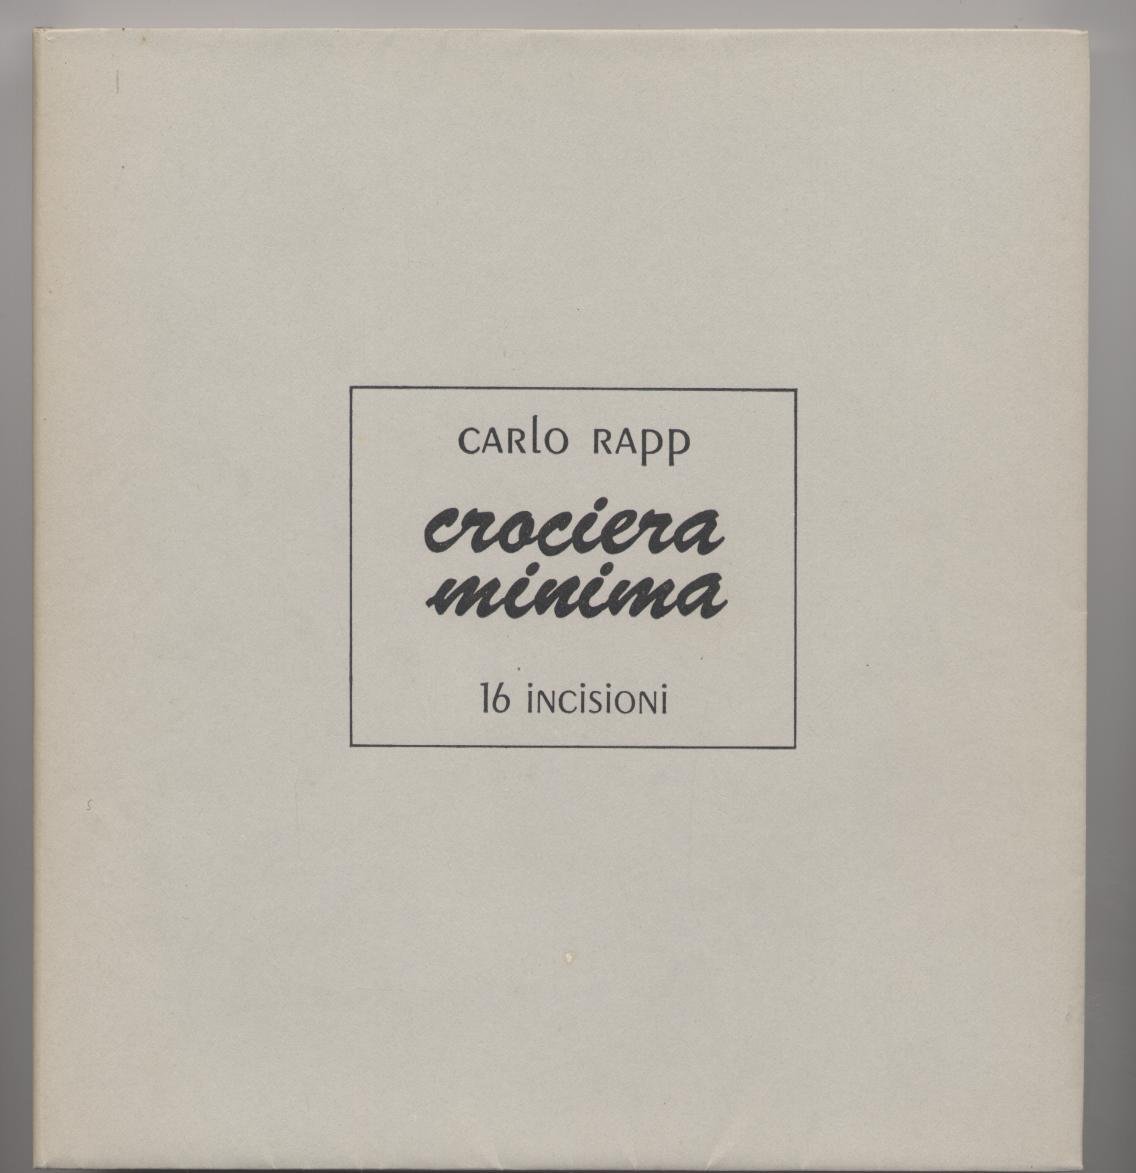 carlo rapp
crociera
minima
16 incisioni